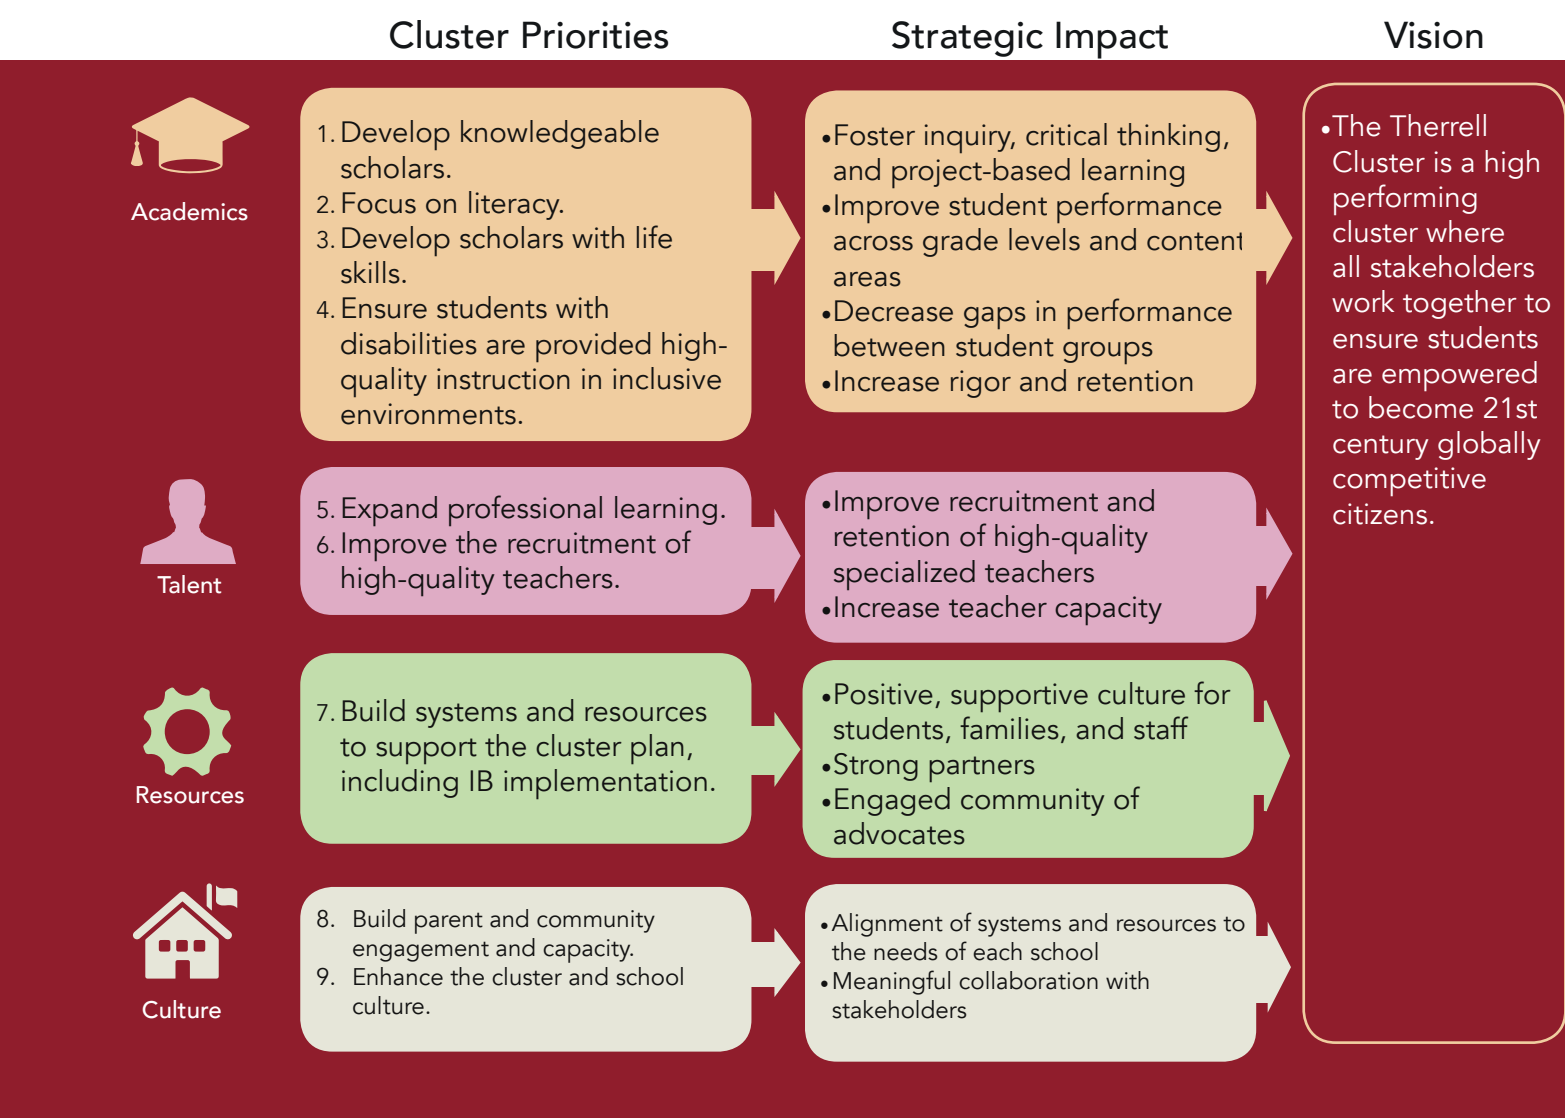 Cluster Priorities
Strategic Impact
Vision
Academics
1. Develop knowledgeable
scholars.
2. Focus on literacy.
3. Develop scholars with life
skills.
4. Ensure students with
disabilities are provided high-
quality instruction in inclusive
environments.
•Foster inquiry, critical thinking,
and project-based learning
•Improve student performance
across grade levels and content
areas
•Decrease gaps in performance
between student groups
•Increase rigor and retention
•The Therrell
Cluster is a high
performing
cluster where
all stakeholders
work together to
ensure students
are empowered
to become 21st
century globally
competitive
citizens.
Talent
5. Expand professional learning.
6. Improve the recruitment of
high-quality teachers.
•Improve recruitment and
retention of high-quality
specialized teachers
•Increase teacher capacity
Resources
7. Build systems and resources
to support the cluster plan,
including IB implementation.
•Positive, supportive culture for
students, families, and staff
•Strong partners
•Engaged community of
advocates
Culture
8. Build parent and community
engagement and capacity.
9. Enhance the cluster and school
culture.
•Alignment of systems and resources to
the needs of each school
•Meaningful collaboration with
stakeholders